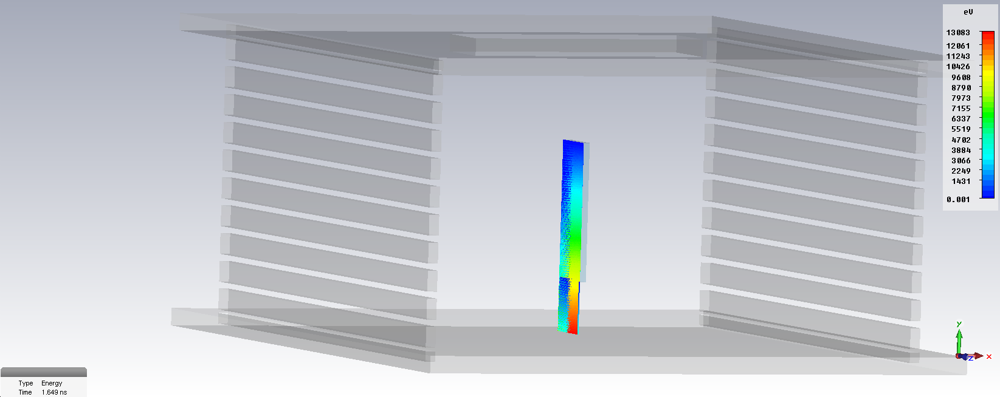 eV
13083
12061
11243
10426
9608
8790
7973
7155
6337
5519
4702
3884
3066
2249
1431
0.001
y
x
z
Type Energy
Time 1.649 ns